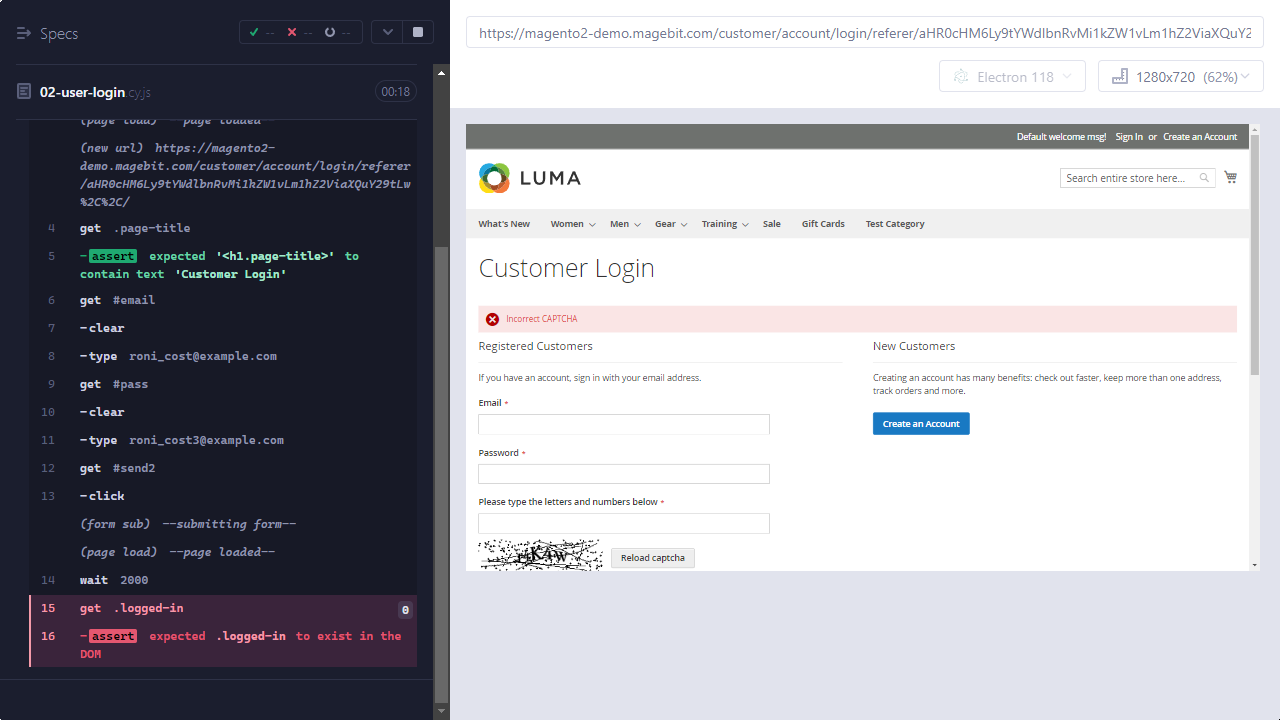 Specs
-- -- --
02-user-login.cy.js
00:18
(page load) --page loaded--
(new url) https://magento2-
demo.magebit.com/customer/account/login/referer
/aHR0cHM6Ly9tYWdlbnRvMi1kZW1vLm1hZ2ViaXQuY29tLw
%2C%2C/
4 get .page-title
5 -assert expected '<h1.page-title>' to
contain text 'Customer Login'
6 get #email
7 -clear
8 -type roni_cost@example.com
9 get #pass
10 -clear
11 -type roni_cost3@example.com
12 get #send2
13 -click
(form sub) --submitting form--
(page load) --page loaded--
14 wait 2000
15 get .logged-in 0
16 -assert expected .logged-in to exist in the
DOM
https://magento2-demo.magebit.com/customer/account/login/referer/aHR0cHM6Ly9tYWdlbnRvMi1kZW1vLm1hZ2ViaXQuY2
Electron 118
1280x720 (62%)
Default welcome msg! Sign In or Create an Account
LUMA
Search entire store here...
What's New Women Men Gear Training Sale Gift Cards Test Category
Customer Login
Incorrect CAPTCHA
Registered Customers
If you have an account, sign in with your email address.
Email *
Password *
Please type the letters and numbers below *
Reload captcha
New Customers
Creating an account has many benefits: check out faster, keep more than one address,
track orders and more.
Create an Account